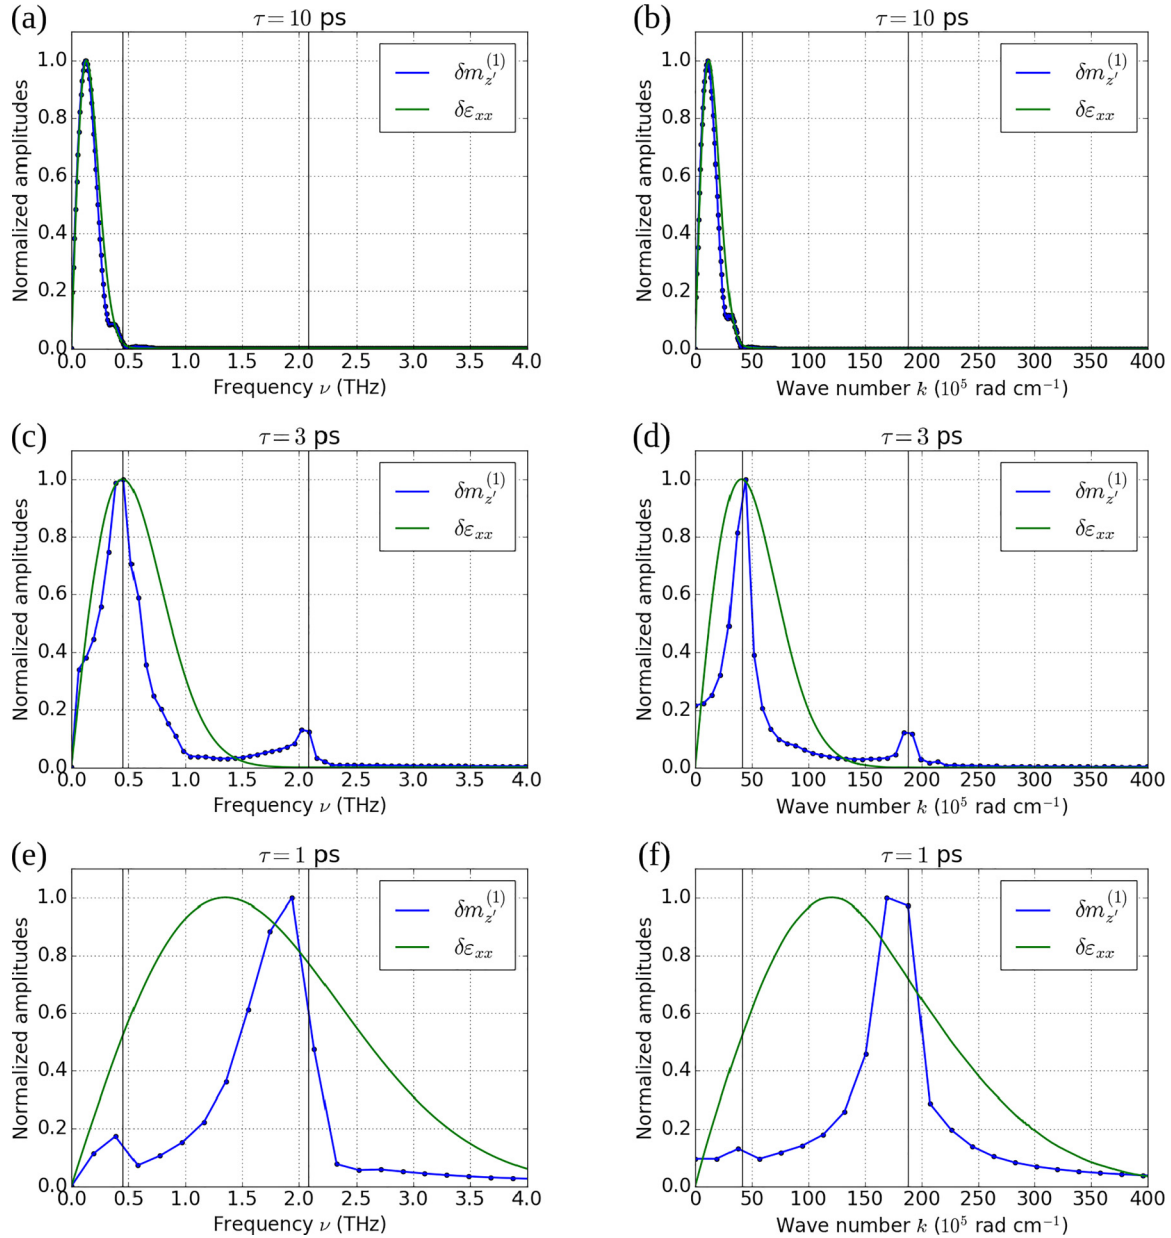 (a)
τ = 10 ps
Normalized amplitudes
1.0
0.8
0.6
0.4
0.2
0.0
δm_{z'}^{(1)}
δε_{xx}
0.0 0.5 1.0 1.5 2.0 2.5 3.0 3.5 4.0
Frequency ν (THz)
(b)
τ = 10 ps
Normalized amplitudes
1.0
0.8
0.6
0.4
0.2
0.0
δm_{z'}^{(1)}
δε_{xx}
0 50 100 150 200 250 300 350 400
Wave number k (10⁵ rad cm⁻¹)
(c)
τ = 3 ps
Normalized amplitudes
1.0
0.8
0.6
0.4
0.2
0.0
δm_{z'}^{(1)}
δε_{xx}
0.0 0.5 1.0 1.5 2.0 2.5 3.0 3.5 4.0
Frequency ν (THz)
(d)
τ = 3 ps
Normalized amplitudes
1.0
0.8
0.6
0.4
0.2
0.0
δm_{z'}^{(1)}
δε_{xx}
0 50 100 150 200 250 300 350 400
Wave number k (10⁵ rad cm⁻¹)
(e)
τ = 1 ps
Normalized amplitudes
1.0
0.8
0.6
0.4
0.2
0.0
δm_{z'}^{(1)}
δε_{xx}
0.0 0.5 1.0 1.5 2.0 2.5 3.0 3.5 4.0
Frequency ν (THz)
(f)
τ = 1 ps
Normalized amplitudes
1.0
0.8
0.6
0.4
0.2
0.0
δm_{z'}^{(1)}
δε_{xx}
0 50 100 150 200 250 300 350 400
Wave number k (10⁵ rad cm⁻¹)